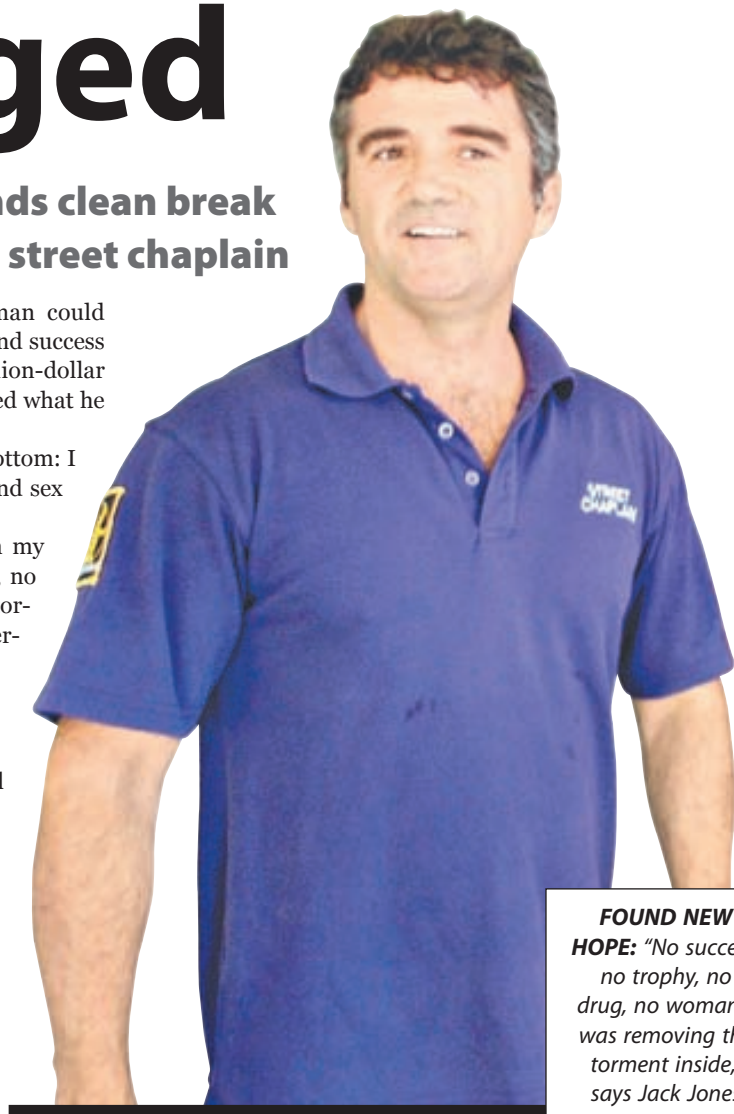 ged
ds clean break
street chaplain
man could
nd success
ion-dollar
ed what he
ottom: I
nd sex
my
no
or-
er-
STREET
CHAPLAIN
FOUND NEW
HOPE: “No succe
no trophy, no
drug, no woman
was removing th
torment inside,
says Jack Jone